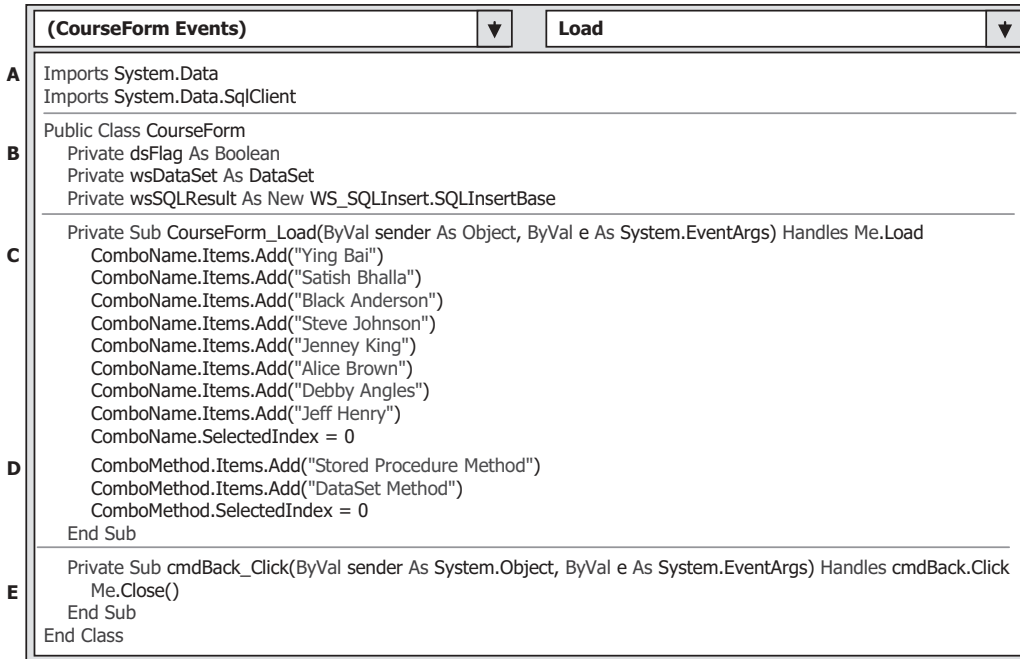 (CourseForm Events) Load
A Imports System.Data
Imports System.Data.SqlClient
Public Class CourseForm
B Private dsFlag As Boolean
Private wsDataSet As DataSet
Private wsSQLResult As New WS_SQLInsert.SQLInsertBase
Private Sub CourseForm_Load(ByVal sender As Object, ByVal e As System.EventArgs) Handles Me.Load
C ComboName.Items.Add("Ying Bai")
ComboName.Items.Add("Satish Bhalla")
ComboName.Items.Add("Black Anderson")
ComboName.Items.Add("Steve Johnson")
ComboName.Items.Add("Jenney King")
ComboName.Items.Add("Alice Brown")
ComboName.Items.Add("Debby Angles")
ComboName.Items.Add("Jeff Henry")
ComboName.SelectedIndex = 0
D ComboMethod.Items.Add("Stored Procedure Method")
ComboMethod.Items.Add("DataSet Method")
ComboMethod.SelectedIndex = 0
End Sub
Private Sub cmdBack_Click(ByVal sender As System.Object, ByVal e As System.EventArgs) Handles cmdBack.Click
E Me.Close()
End Sub
End Class